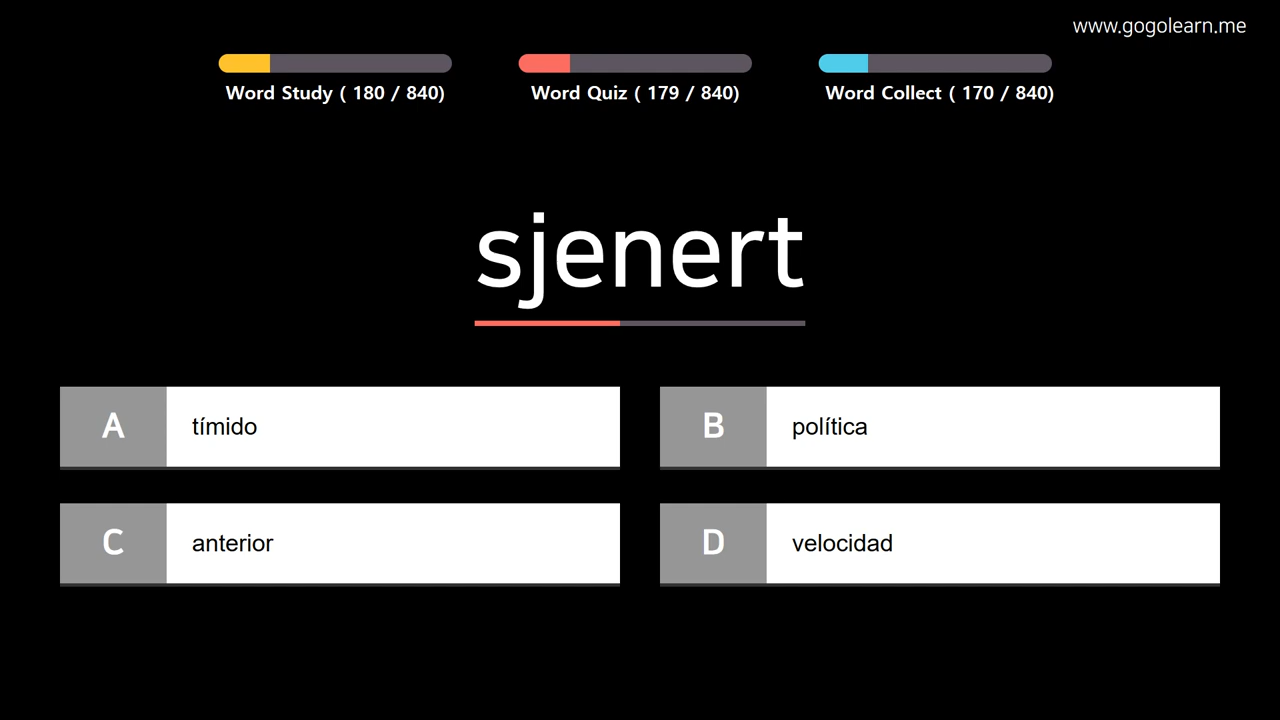 www.gogolearn.me
Word Study ( 180 / 840)
Word Quiz ( 179 / 840)
Word Collect ( 170 / 840)
sjenert
A tímido
B política
C anterior
D velocidad